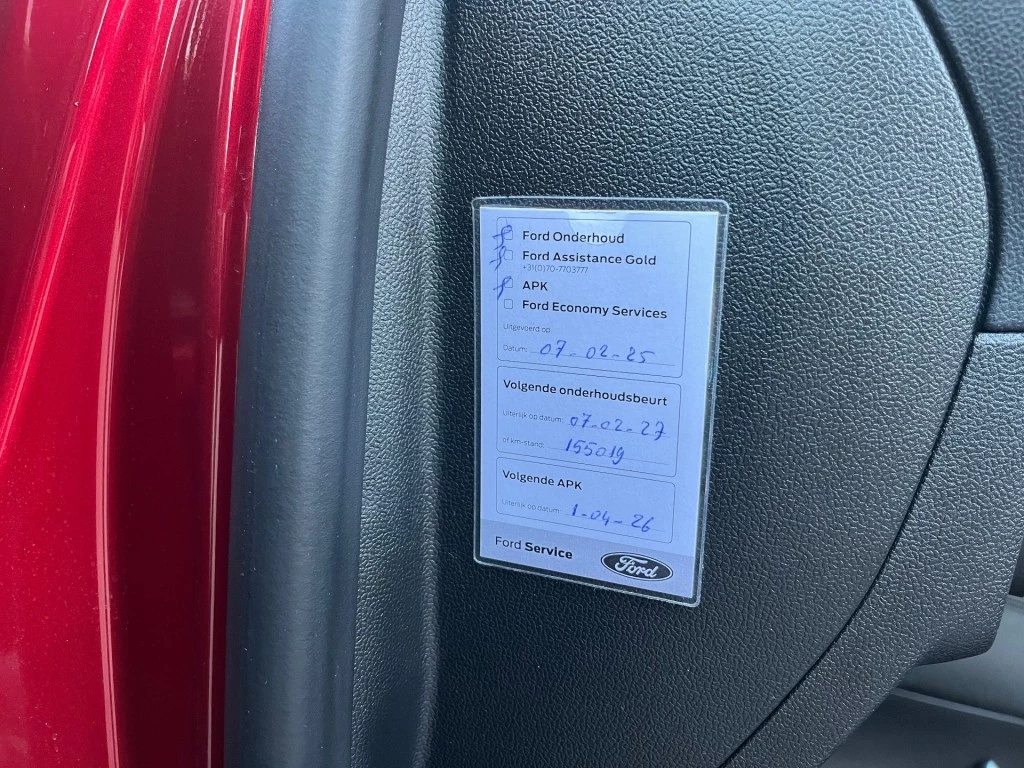 Ford Onderhoud
Ford Assistance Gold
+31(0)70-7703777
APK
Ford Economy Services
Uitgevoerd op
Datum: 07-02-25
Volgende onderhoudsbeurt
Uiterlijk op datum: 07-02-27
of km-stand: 155019
Volgende APK
Uiterlijk op datum: 1-04-26
Ford Service
Ford